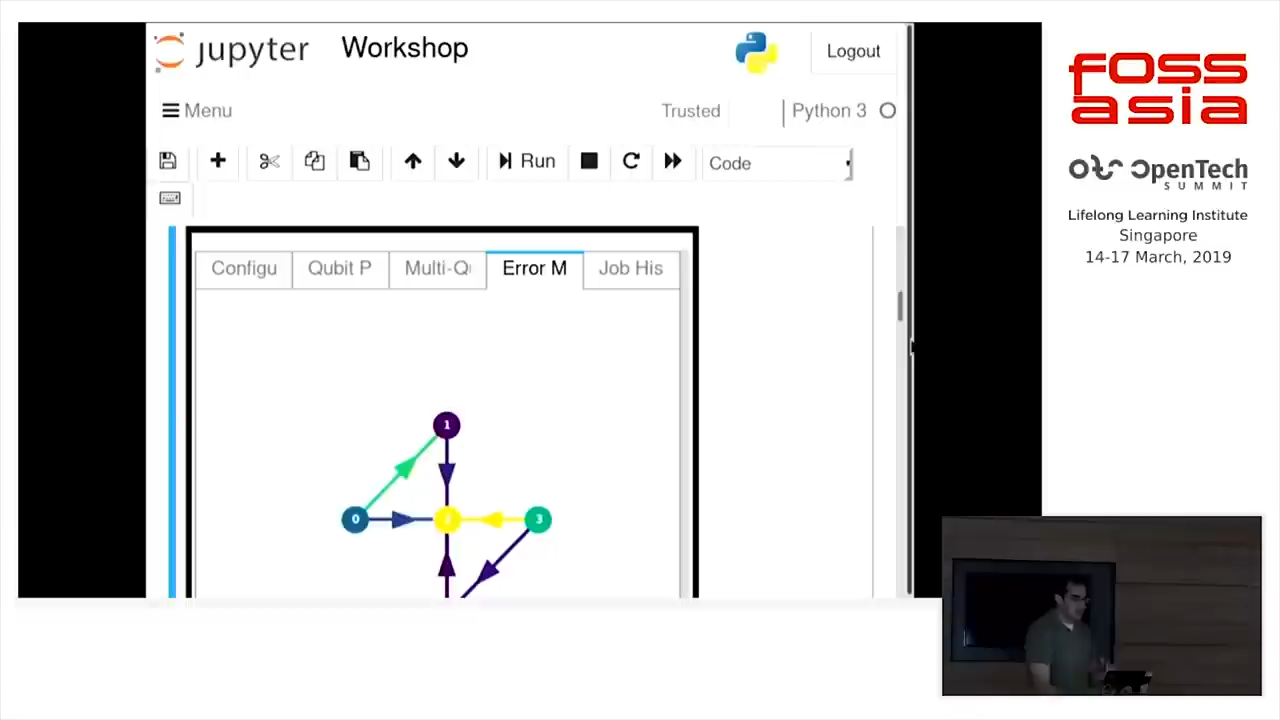 jupyter Workshop
Logout
Menu
Trusted
Python 3
Run
Code
Configu
Qubit P
Multi-Q
Error M
Job His
1
0
3
FOSS
ASIA
OTS OpenTech
SUMMIT
Lifelong Learning Institute
Singapore
14-17 March, 2019